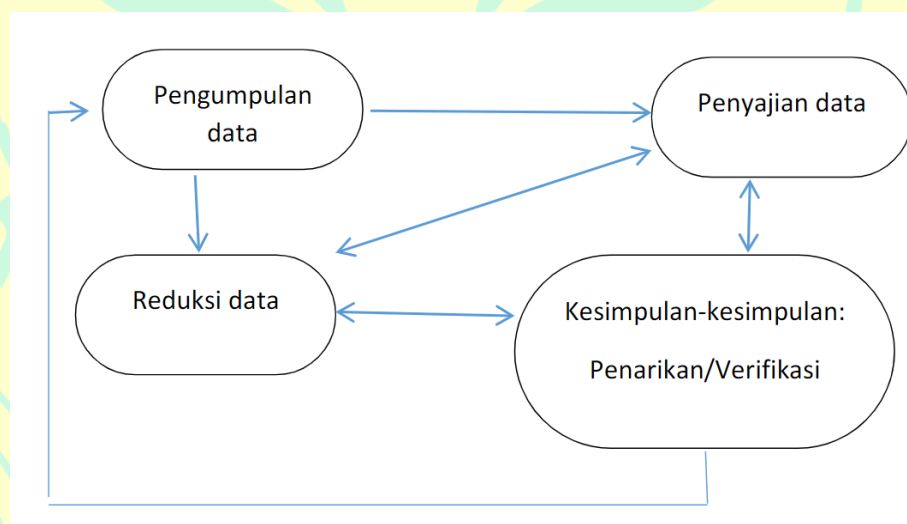 Pengumpulan
data
Penyajian data
Reduksi data
Kesimpulan-kesimpulan:
Penarikan/Verifikasi